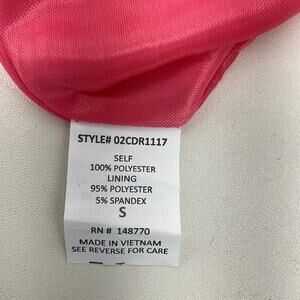 STYLE# 02CDR1117
SELF
100% POLYESTER
LINING
95% POLYESTER
5% SPANDEX
S
RN # 148770
MADE IN VIETNAM
SEE REVERSE FOR CARE